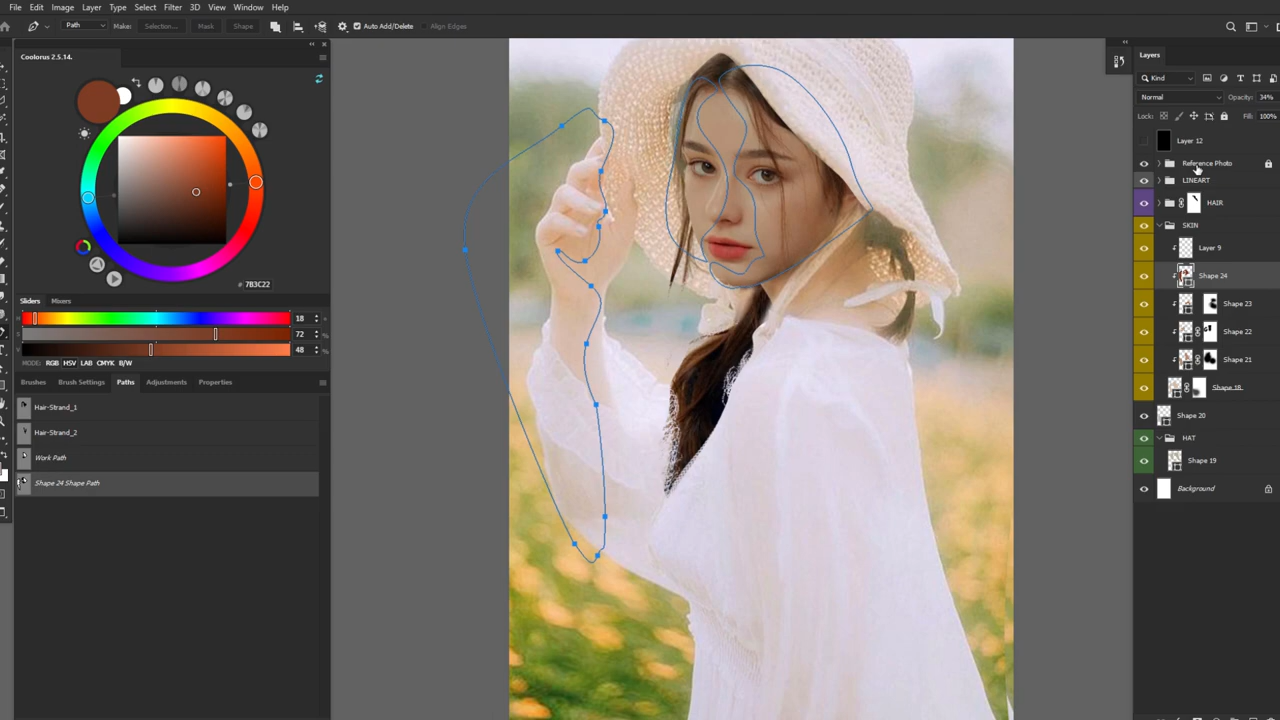 File Edit Image Layer Type Select Filter 3D View Window Help
Path Make: Selection... Mask Shape Auto Add/Delete Align Edges
Coolorus 2.5.14.
# 7B3C22
Sliders Mixers
H 18 °
S 72 %
V 48 %
MODE: RGB HSV LAB CMYK B/W
Brushes Brush Settings Paths Adjustments Properties
Hair-Strand_1
Hair-Strand_2
Work Path
Shape 24 Shape Path
Layers
Kind
Normal Opacity: 34%
Lock: Fill: 100%
Layer 12
Reference Photo
LINEART
HAIR
SKIN
Layer 9
Shape 24
Shape 23
Shape 22
Shape 21
Shape 18
Shape 20
HAT
Shape 19
Background